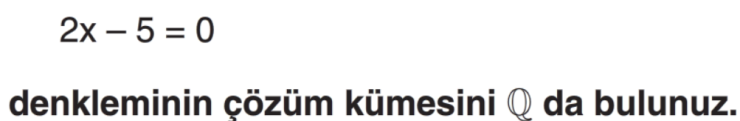 2x – 5 = 0
denkleminin çözüm kümesini ℚ da bulunuz.